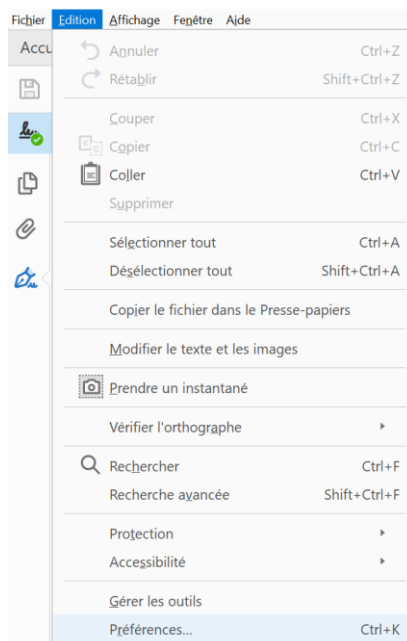 Fichier Edition Affichage Fenêtre Aide
Accu
Annuler Ctrl+Z
Rétablir Shift+Ctrl+Z
Couper Ctrl+X
Copier Ctrl+C
Coller Ctrl+V
Supprimer
Sélectionner tout Ctrl+A
Désélectionner tout Shift+Ctrl+A
Copier le fichier dans le Presse-papiers
Modifier le texte et les images
Prendre un instantané
Vérifier l'orthographe
Rechercher Ctrl+F
Recherche avancée Shift+Ctrl+F
Protection
Accessibilité
Gérer les outils
Préférences... Ctrl+K